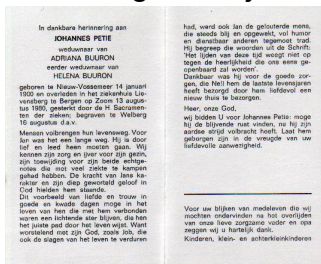 In dankbare herinnering aan
JOHANNES PETIE
weduwnaar van
ADRIANA BUURON
eerder weduwnaar van
HELENA BUURON
geboren te Nieuw-Vossemeer 14 januari
1900 en overleden in het ziekenhuis Lie-
vensberg te Bergen op Zoom 13 augus-
tus 1980, gesterkt door de H. Sacramen-
ten der zieken; begraven te Welberg
16 augustus d.a.v.
Mensen volbrengen hun levensweg. Voor
Jan was het een lange weg. Hij is door
lief en leed heen moeten gaan. Wij
kennen zijn zorg en ijver voor zijn gezin,
zijn toewijding voor zijn beide echtge-
notes die met veel ziekte te kampen
gehad hebben. De kracht van Jans ka-
rakter en zijn diep geworteld geloof in
God hielden hem staande.
Dit voorbeeld van liefde en trouw in
goede en kwade dagen moge in het
leven van hen die met hem verbonden
waren een lichtende ster blijven, die hen
het juiste pad door het leven wijst. Want
worstelend met zijn God, zoals Job, die
ook de slagen van het leven te verduren
had, werd ook Jan de gelouterde mens,
die steeds blij en opgewekt, vol humor
en dienstbaar anderen tegemoet trad.
Hij begreep die woorden uit de Schrift:
'Het lijden van deze tijd weegt niet op
tegen de heerlijkheid die ons eens ge-
openbaard zal worden'.
Dankbaar was hij voor de goede zor-
gen, die hij hem de laatste levensjaren
heeft bezorgd door hem liefdevol een
nieuw thuis te bezorgen.
Heer, onze God,
wij bidden U voor Johannes Petie: moge
hij de blijvende rust vinden, nu hij zijn
aardse strijd volbracht heeft. Laat hem
geborgen zijn in de vreugde van uw
liefdevolle aanwezigheid.
Voor uw blijken van medeleven die wij
mochten ondervinden na het overlijden
van onze lieve zorgzame vader en opa
zeggen wij u hartelijk dank.
Kinderen, klein- en achterkleinkinderen